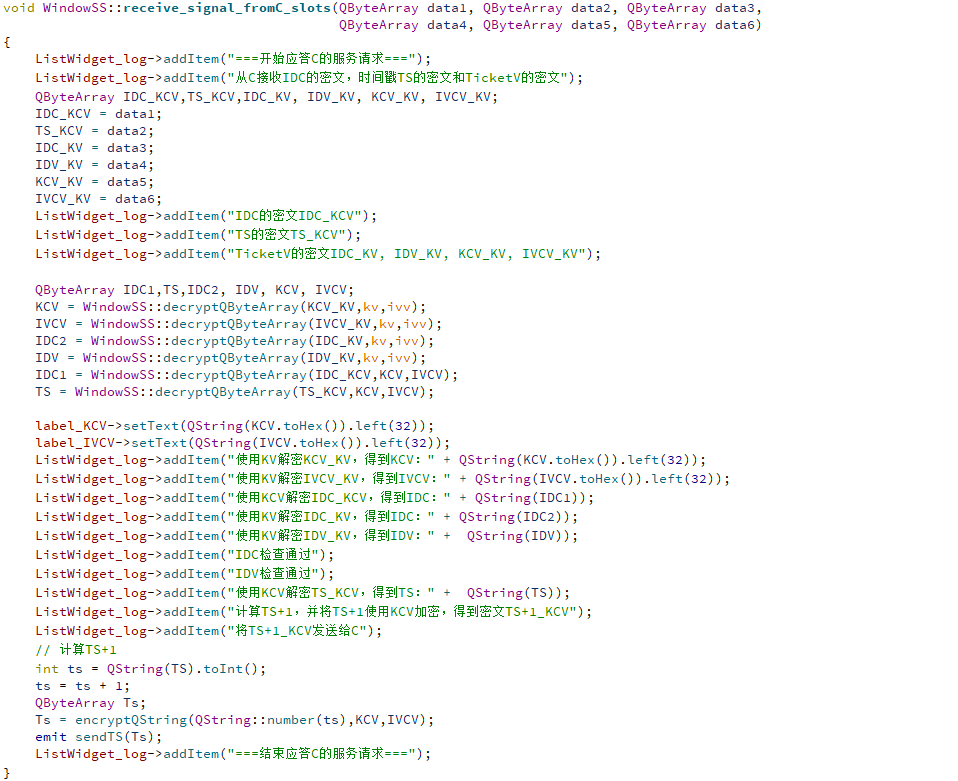 void WindowSS::receive_signal_fromC_slots(QByteArray data1, QByteArray data2, QByteArray data3,
QByteArray data4, QByteArray data5, QByteArray data6)
{
ListWidget_log->addItem("===开始应答C的服务请求===");
ListWidget_log->addItem("从C接收IDC的密文，时间戳TS的密文和TicketV的密文");
QByteArray IDC_KCV,TS_KCV,IDC_KV, IDV_KV, KCV_KV, IVCV_KV;
IDC_KCV = data1;
TS_KCV = data2;
IDC_KV = data3;
IDV_KV = data4;
KCV_KV = data5;
IVCV_KV = data6;
ListWidget_log->addItem("IDC的密文IDC_KCV");
ListWidget_log->addItem("TS的密文TS_KCV");
ListWidget_log->addItem("TicketV的密文IDC_KV, IDV_KV, KCV_KV, IVCV_KV");
QByteArray IDC1,TS,IDC2, IDV, KCV, IVCV;
KCV = WindowSS::decryptQByteArray(KCV_KV,kv,ivv);
IVCV = WindowSS::decryptQByteArray(IVCV_KV,kv,ivv);
IDC2 = WindowSS::decryptQByteArray(IDC_KV,kv,ivv);
IDV = WindowSS::decryptQByteArray(IDV_KV,kv,ivv);
IDC1 = WindowSS::decryptQByteArray(IDC_KCV,KCV,IVCV);
TS = WindowSS::decryptQByteArray(TS_KCV,KCV,IVCV);
label_KCV->setText(QString(KCV.toHex()).left(32));
label_IVCV->setText(QString(IVCV.toHex()).left(32));
ListWidget_log->addItem("使用KV解密KCV_KV，得到KCV：" + QString(KCV.toHex()).left(32));
ListWidget_log->addItem("使用KV解密IVCV_KV，得到IVCV：" + QString(IVCV.toHex()).left(32));
ListWidget_log->addItem("使用KCV解密IDC_KCV，得到IDC：" + QString(IDC1));
ListWidget_log->addItem("使用KV解密IDC_KV，得到IDC：" + QString(IDC2));
ListWidget_log->addItem("使用KV解密IDV_KV，得到IDV：" +  QString(IDV));
ListWidget_log->addItem("IDC检查通过");
ListWidget_log->addItem("IDV检查通过");
ListWidget_log->addItem("使用KCV解密TS_KCV，得到TS：" +  QString(TS));
ListWidget_log->addItem("计算TS+1，并将TS+1使用KCV加密，得到密文TS+1_KCV");
ListWidget_log->addItem("将TS+1_KCV发送给C");
// 计算TS+1
int ts = QString(TS).toInt();
ts = ts + 1;
QByteArray Ts;
Ts = encryptQString(QString::number(ts),KCV,IVCV);
emit sendTS(Ts);
ListWidget_log->addItem("===结束应答C的服务请求===");
}